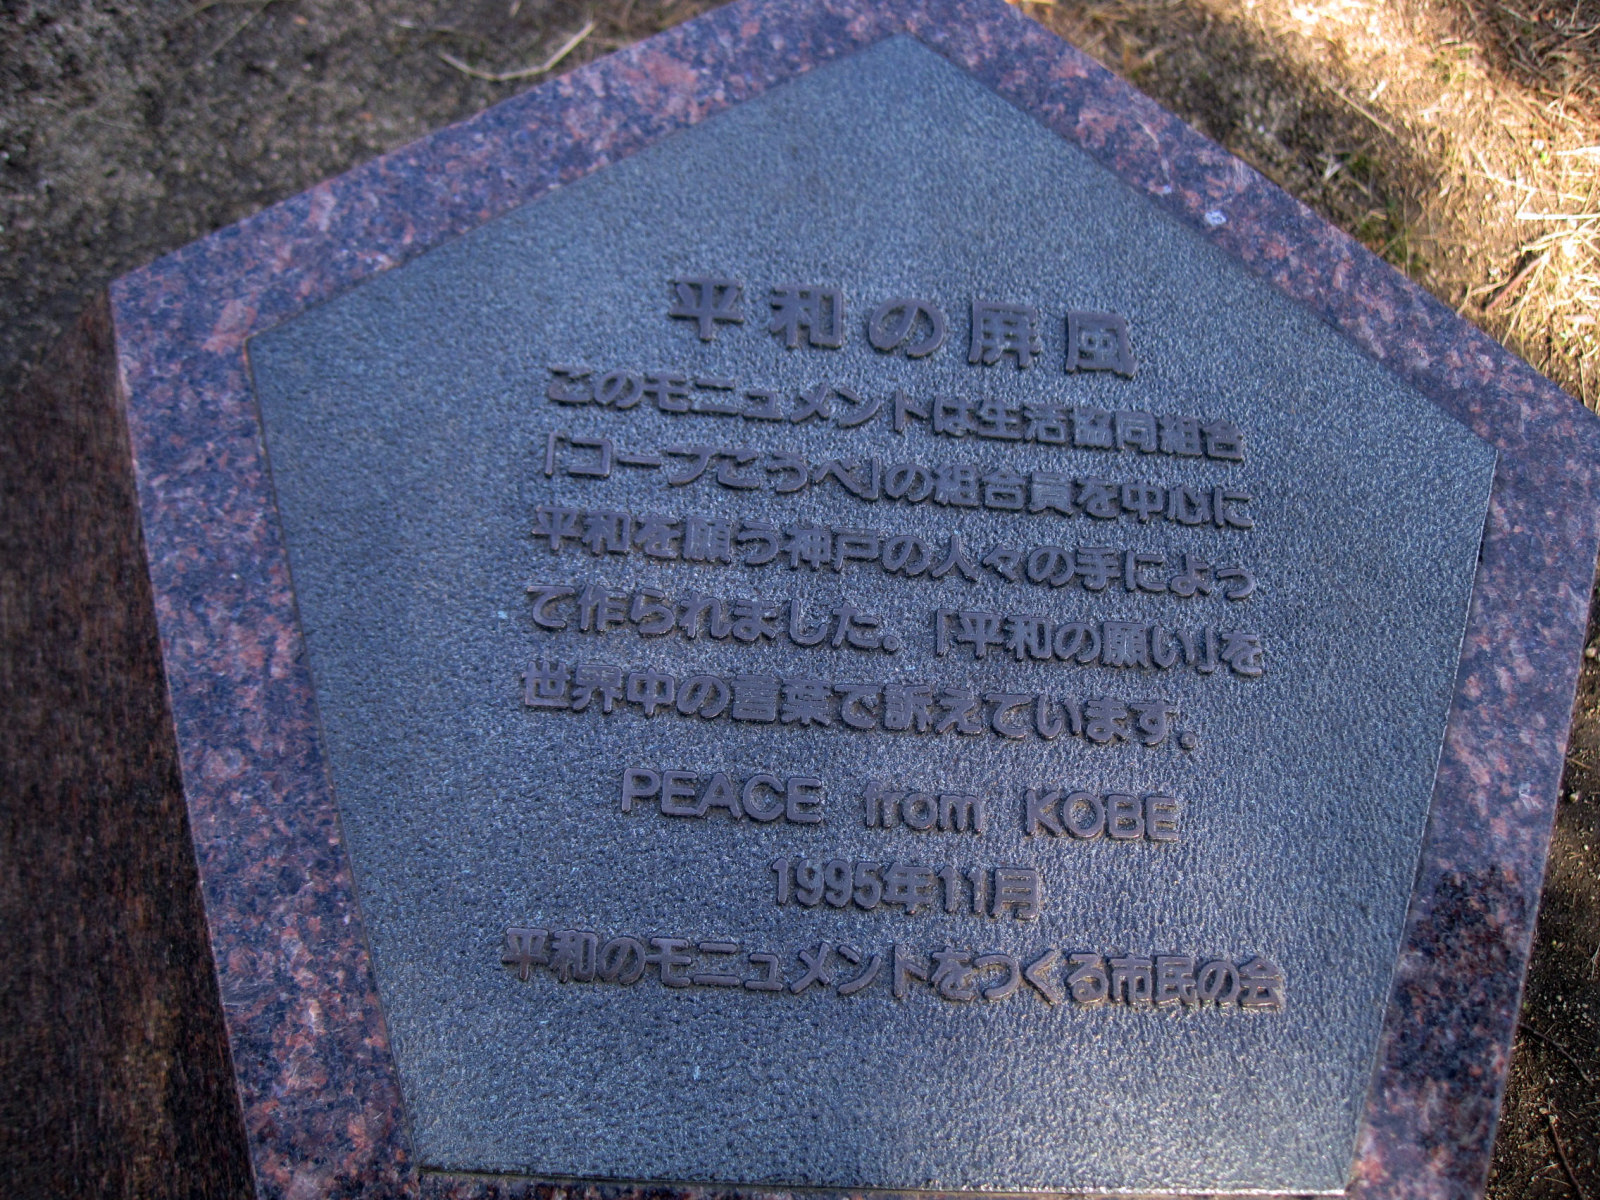 平和の屏風
このモニュメントは生活協同組合
「コープこうべ」の組合員を中心に
平和を願う神戸の人々の手によっ
て作られました。「平和の願い」を
世界中の言葉で訴えています。
PEACE from KOBE
1995年11月
平和のモニュメントをつくる市民の会